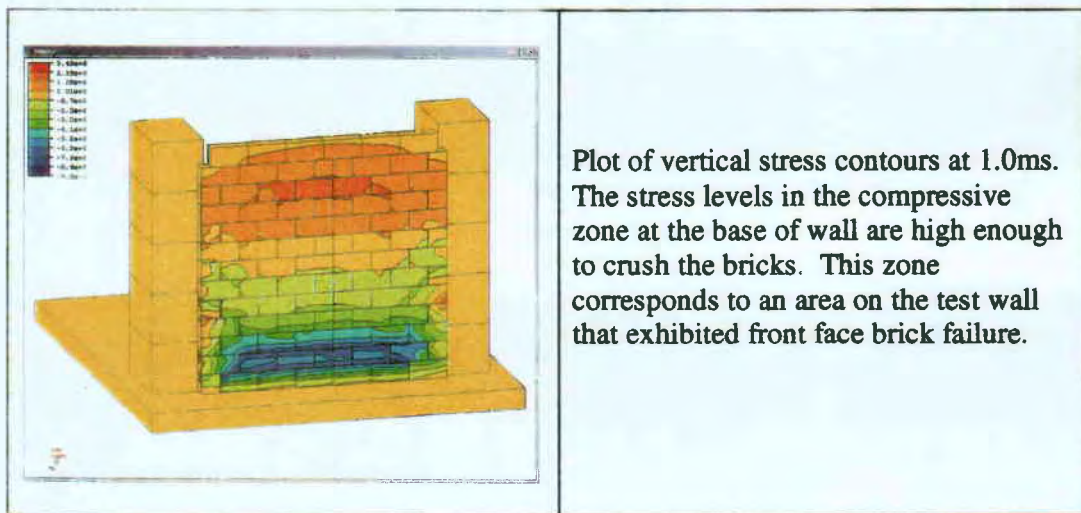 Plot of vertical stress contours at 1.0ms.
The stress levels in the compressive
zone at the base of wall are high enough
to crush the bricks. This zone
corresponds to an area on the test wall
that exhibited front face brick failure.